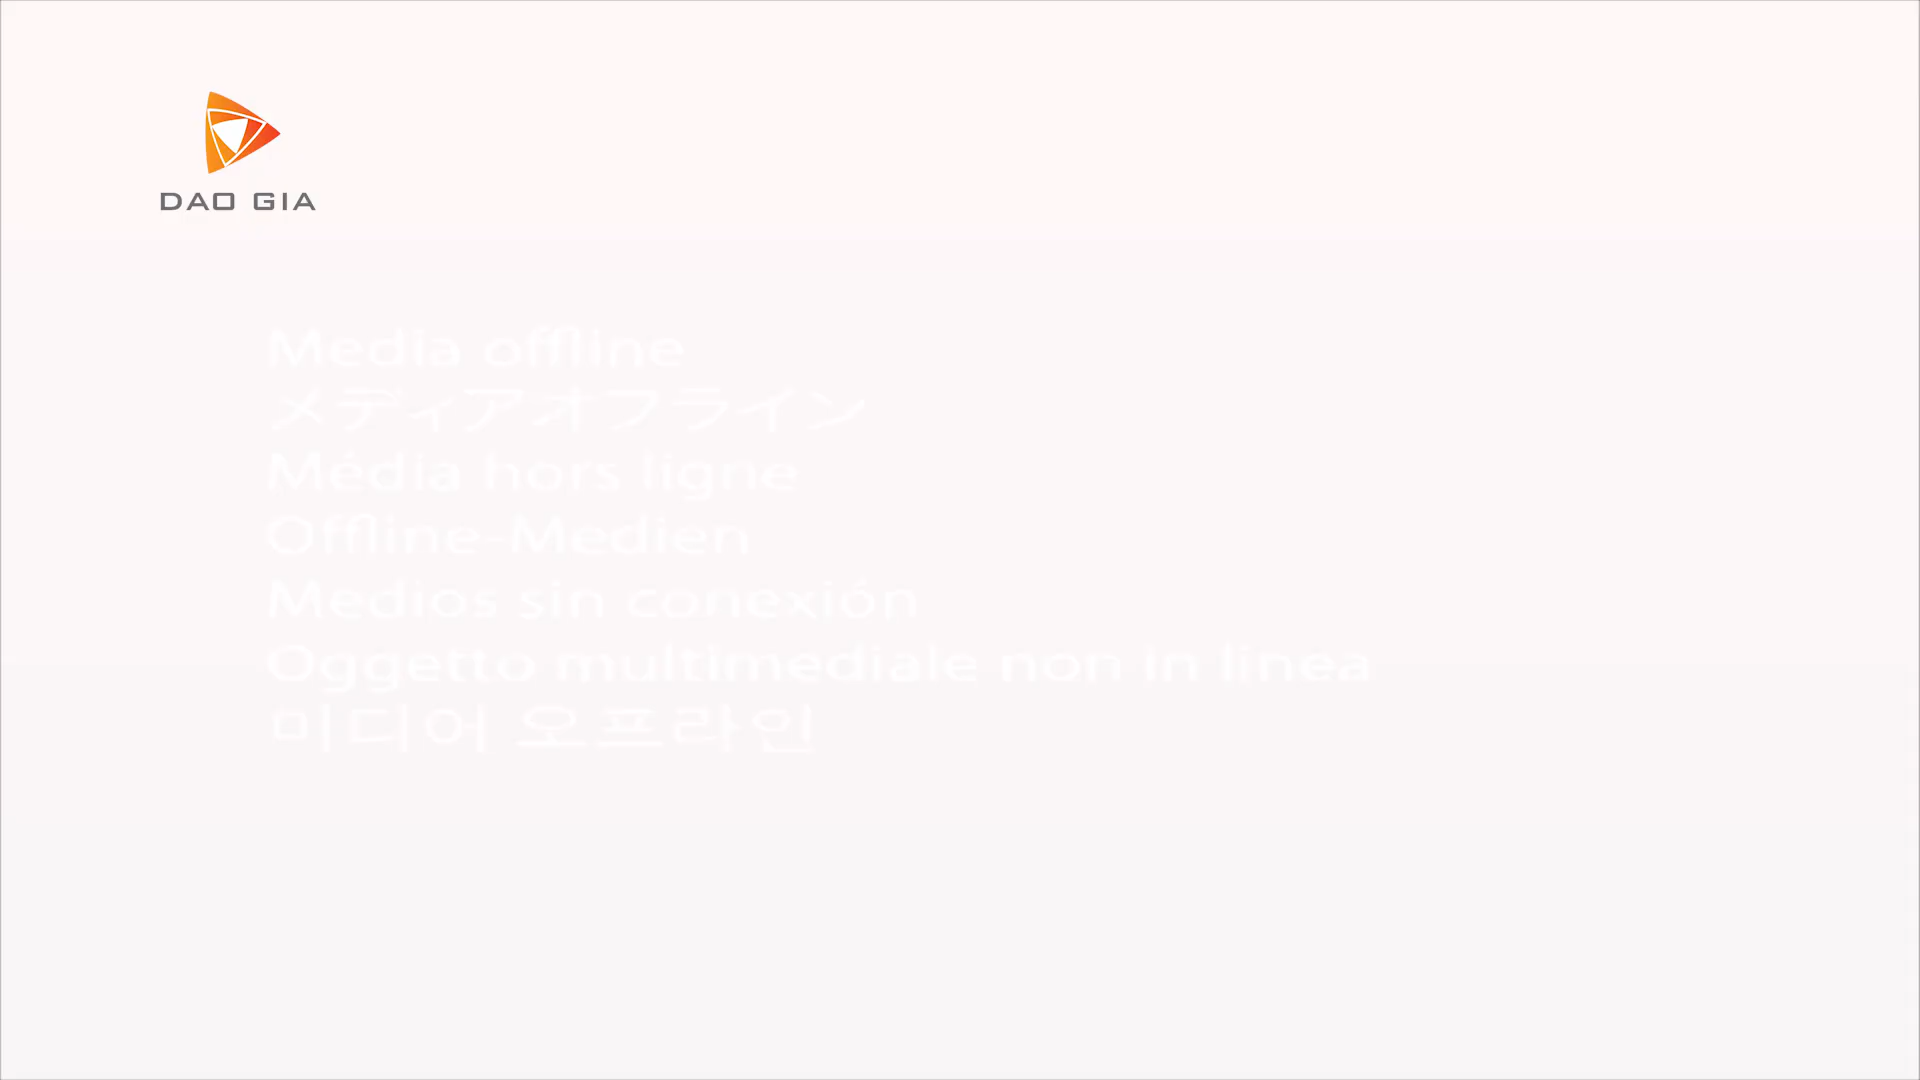 DAO GIA
Media offline
メディアオフライン
Média hors ligne
Offline-Medien
Medios sin conexión
Oggetto multimediale non in linea
미디어 오프라인